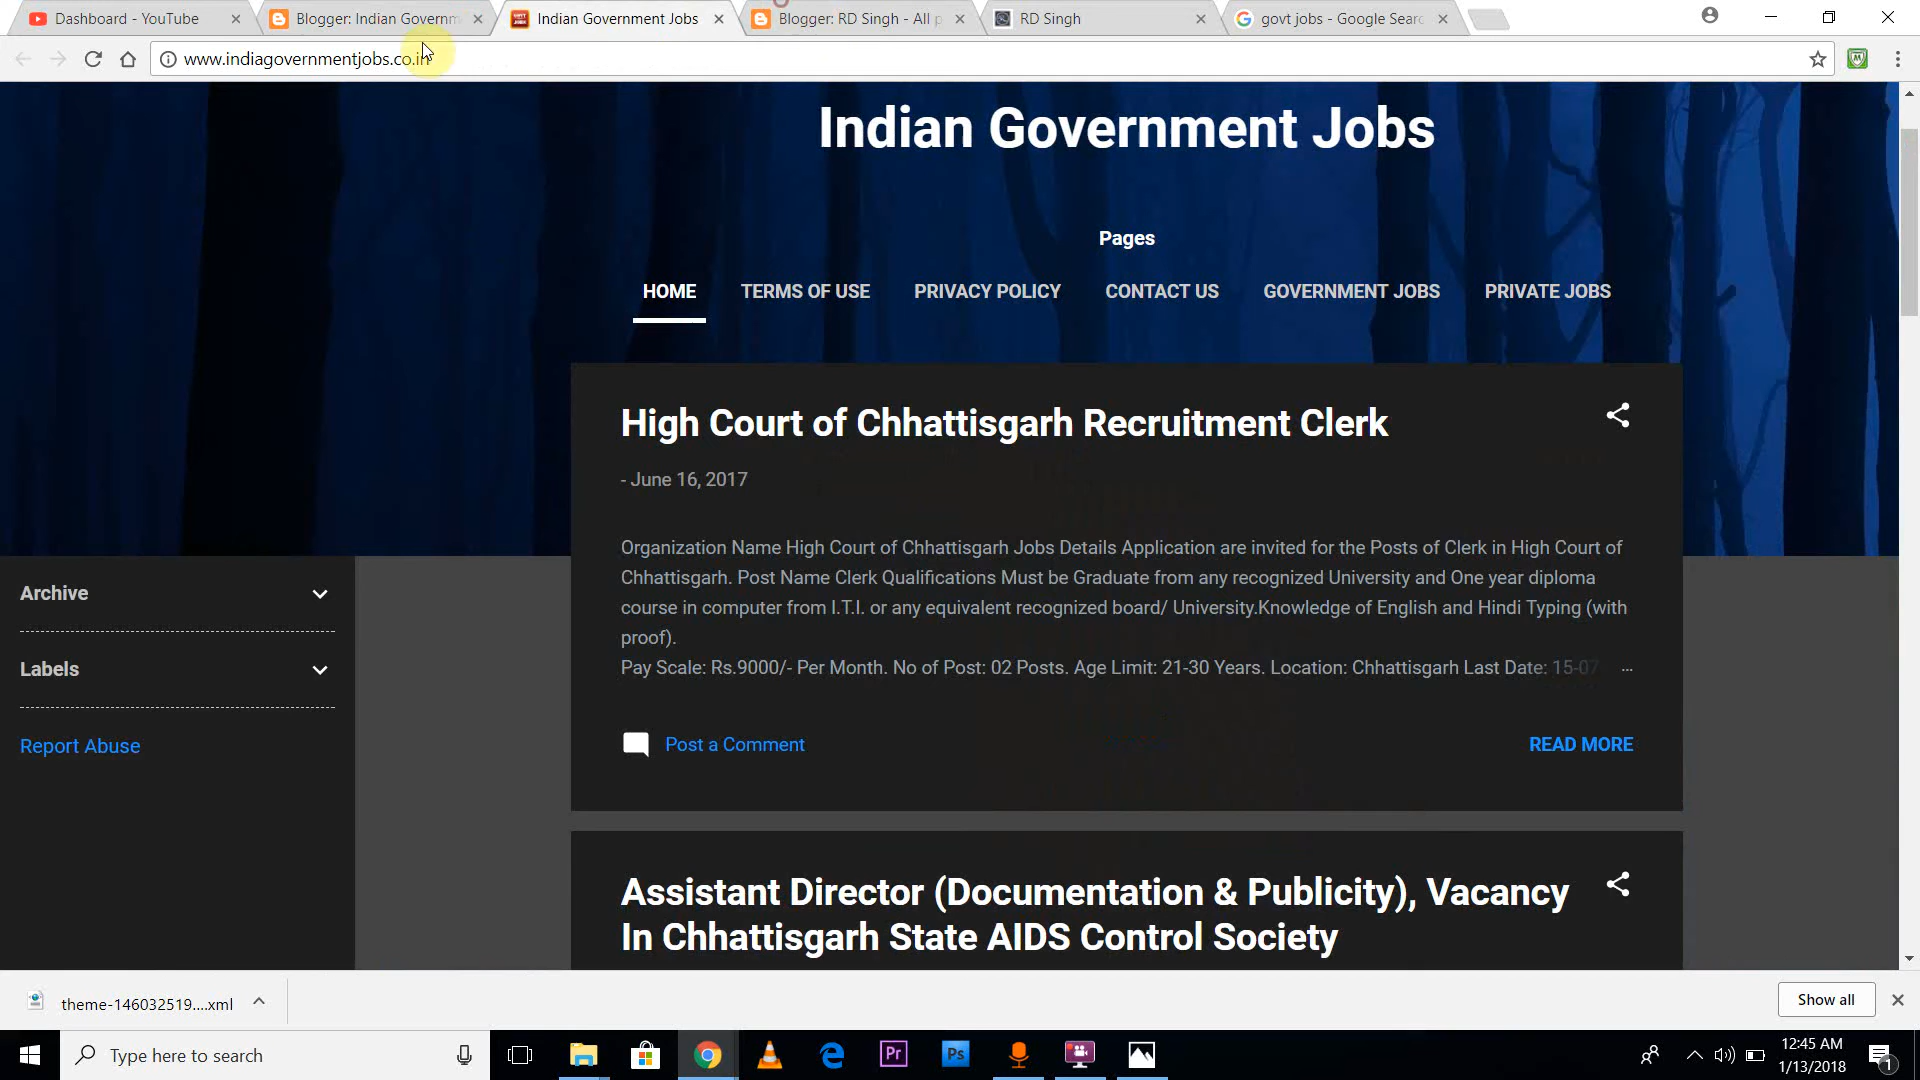 Dashboard - YouTube
Blogger: Indian Governm
Indian Government Jobs
Blogger: RD Singh - All p
RD Singh
govt jobs - Google Searc
www.indiagovernmentjobs.co.in
Indian Government Jobs
Pages
HOME
TERMS OF USE
PRIVACY POLICY
CONTACT US
GOVERNMENT JOBS
PRIVATE JOBS
High Court of Chhattisgarh Recruitment Clerk
- June 16, 2017
Organization Name High Court of Chhattisgarh Jobs Details Application are invited for the Posts of Clerk in High Court of
Chhattisgarh. Post Name Clerk Qualifications Must be Graduate from any recognized University and One year diploma
course in computer from I.T.I. or any equivalent recognized board/ University.Knowledge of English and Hindi Typing (with
proof).
Pay Scale: Rs.9000/- Per Month. No of Post: 02 Posts. Age Limit: 21-30 Years. Location: Chhattisgarh Last Date: 15-07 ...
Post a Comment
READ MORE
Archive
Labels
Report Abuse
Assistant Director (Documentation & Publicity), Vacancy
In Chhattisgarh State AIDS Control Society
theme-146032519....xml
Show all
Type here to search
Pr
Ps
12:45 AM
1/13/2018
1